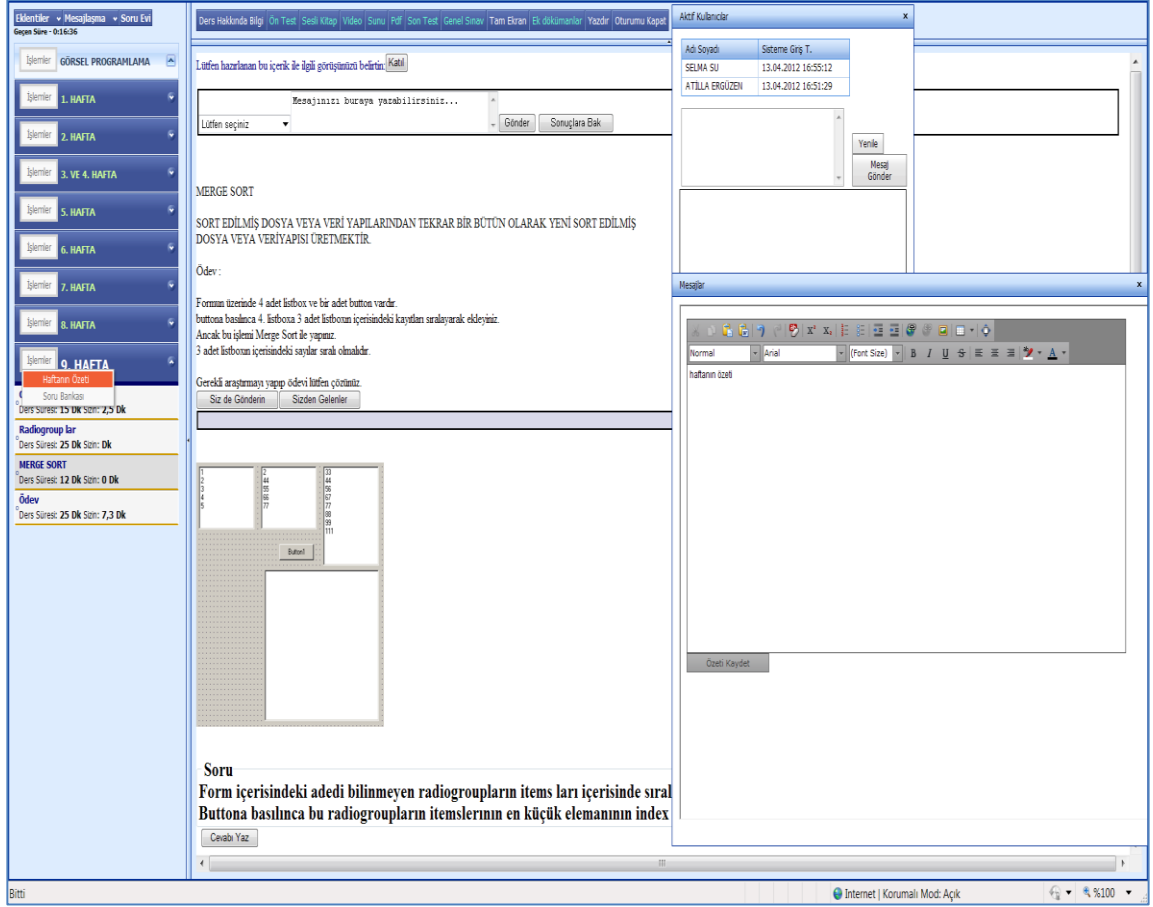 Eklentiler Mesajlaşma Soru Evi
Geçen Süre - 0:16:36
İşlemler GÖRSEL PROGRAMLAMA
İşlemler 1. HAFTA
İşlemler 2. HAFTA
İşlemler 3. VE 4. HAFTA
İşlemler 5. HAFTA
İşlemler 6. HAFTA
İşlemler 7. HAFTA
İşlemler 8. HAFTA
İşlemler 9. HAFTA
Haftanın Özeti
Soru Bankası
Ders Süresi: 15 Dk Sizin: 2,5 Dk
Radiogroup lar
Ders Süresi: 25 Dk Sizin: Dk
MERGE SORT
Ders Süresi: 12 Dk Sizin: 0 Dk
Ödev
Ders Süresi: 25 Dk Sizin: 7,3 Dk
Ders Hakkında Bilgi Ön Test Sesli Kitap Video Sunu Pdf Son Test Genel Sınav Tam Ekran Ek dökümanlar Yazdır Oturumu Kapat
Lütfen hazırlanan bu içerik ile ilgili görüşünüzü belirtin: Katıl
Mesajınızı buraya yazabilirsiniz...
Lütfen seçiniz Gönder Sonuçlara Bak
MERGE SORT
SORT EDİLMİŞ DOSYA VEYA VERİ YAPILARINDAN TEKRAR BİR BÜTÜN OLARAK YENİ SORT EDİLMİŞ
DOSYA VEYA VERİYAPISI ÜRETMEKTİR.
Ödev :
Formun üzerinde 4 adet listbox ve bir adet button vardır.
buttona basılınca 4. listboxa 3 adet listboxun içerisindeki kayıtları sıralayarak ekleyiniz.
Ancak bu işlemi Merge Sort ile yapınız.
3 adet listboxun içerisindeki sayılar sıralı olmalıdır.
Gerekli araştırmayı yapıp ödevi lütfen çözünüz.
Siz de Gönderin Sizden Gelenler
1 2 33
2 44 44
3 55 56
4 66 67
5 77 77
88
99
111
Button1
Soru
Form içerisindeki adedi bilinmeyen radiogroupların items ları içerisinde sıral
Buttona basılınca bu radiogroupların itemslerının en küçük elemanının index
Cevabı Yaz
Aktif Kullanıcılar x
Adı Soyadı Sisteme Giriş T.
SELMA SU 13.04.2012 16:55:12
ATİLLA ERGÜZEN 13.04.2012 16:51:29
Yenile
Mesaj
Gönder
Mesajlar x
Normal Arial (Font Size) B I U S A
haftanın özeti
Özeti Kaydet
Bitti Internet | Korumalı Mod: Açık %100